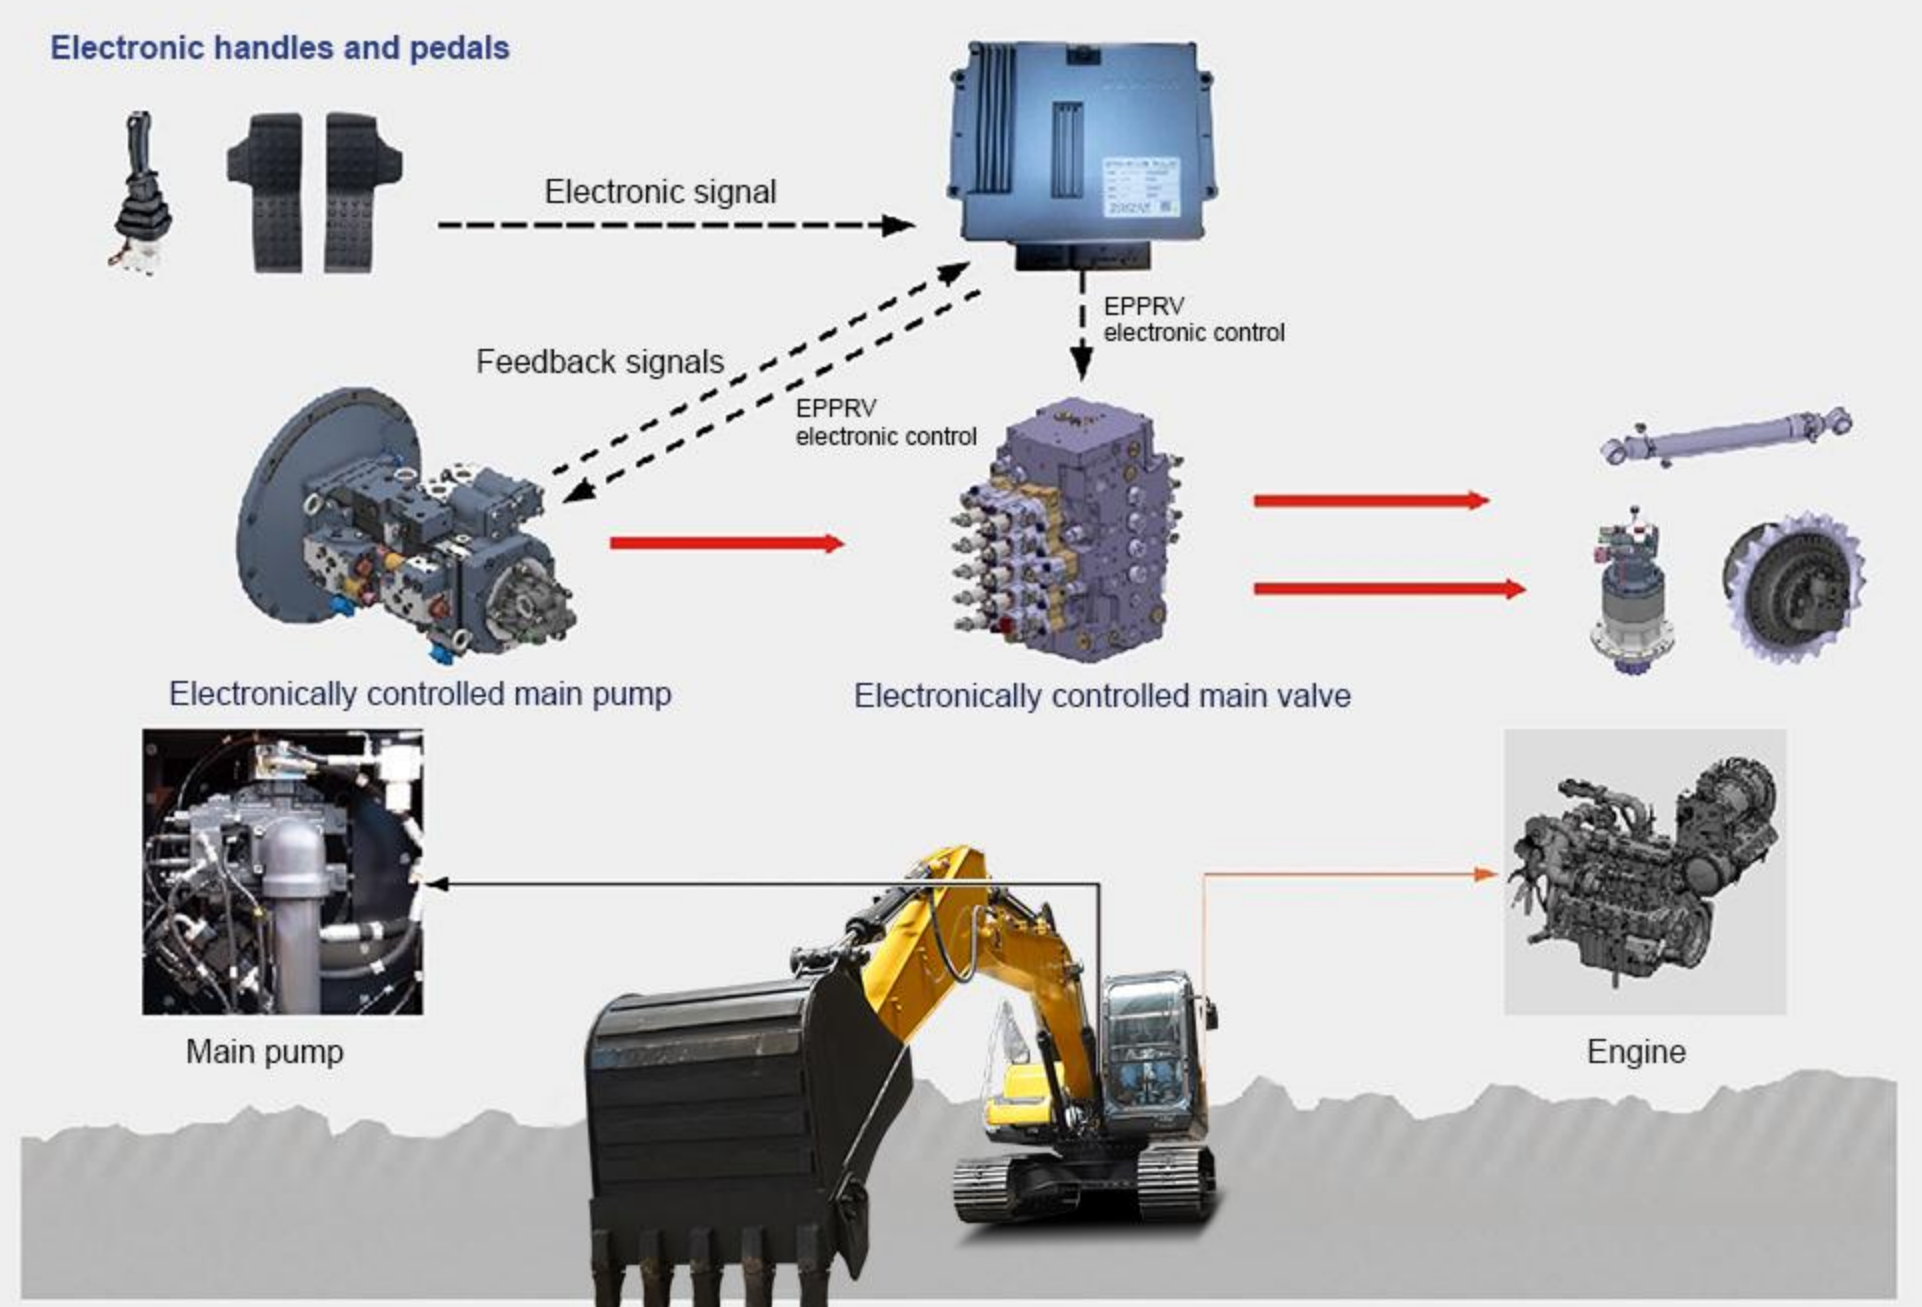 Electronic handles and pedals
Electronic signal
EPPRV
electronic control
Feedback signals
EPPRV
electronic control
Electronically controlled main pump
Electronically controlled main valve
Main pump
Engine